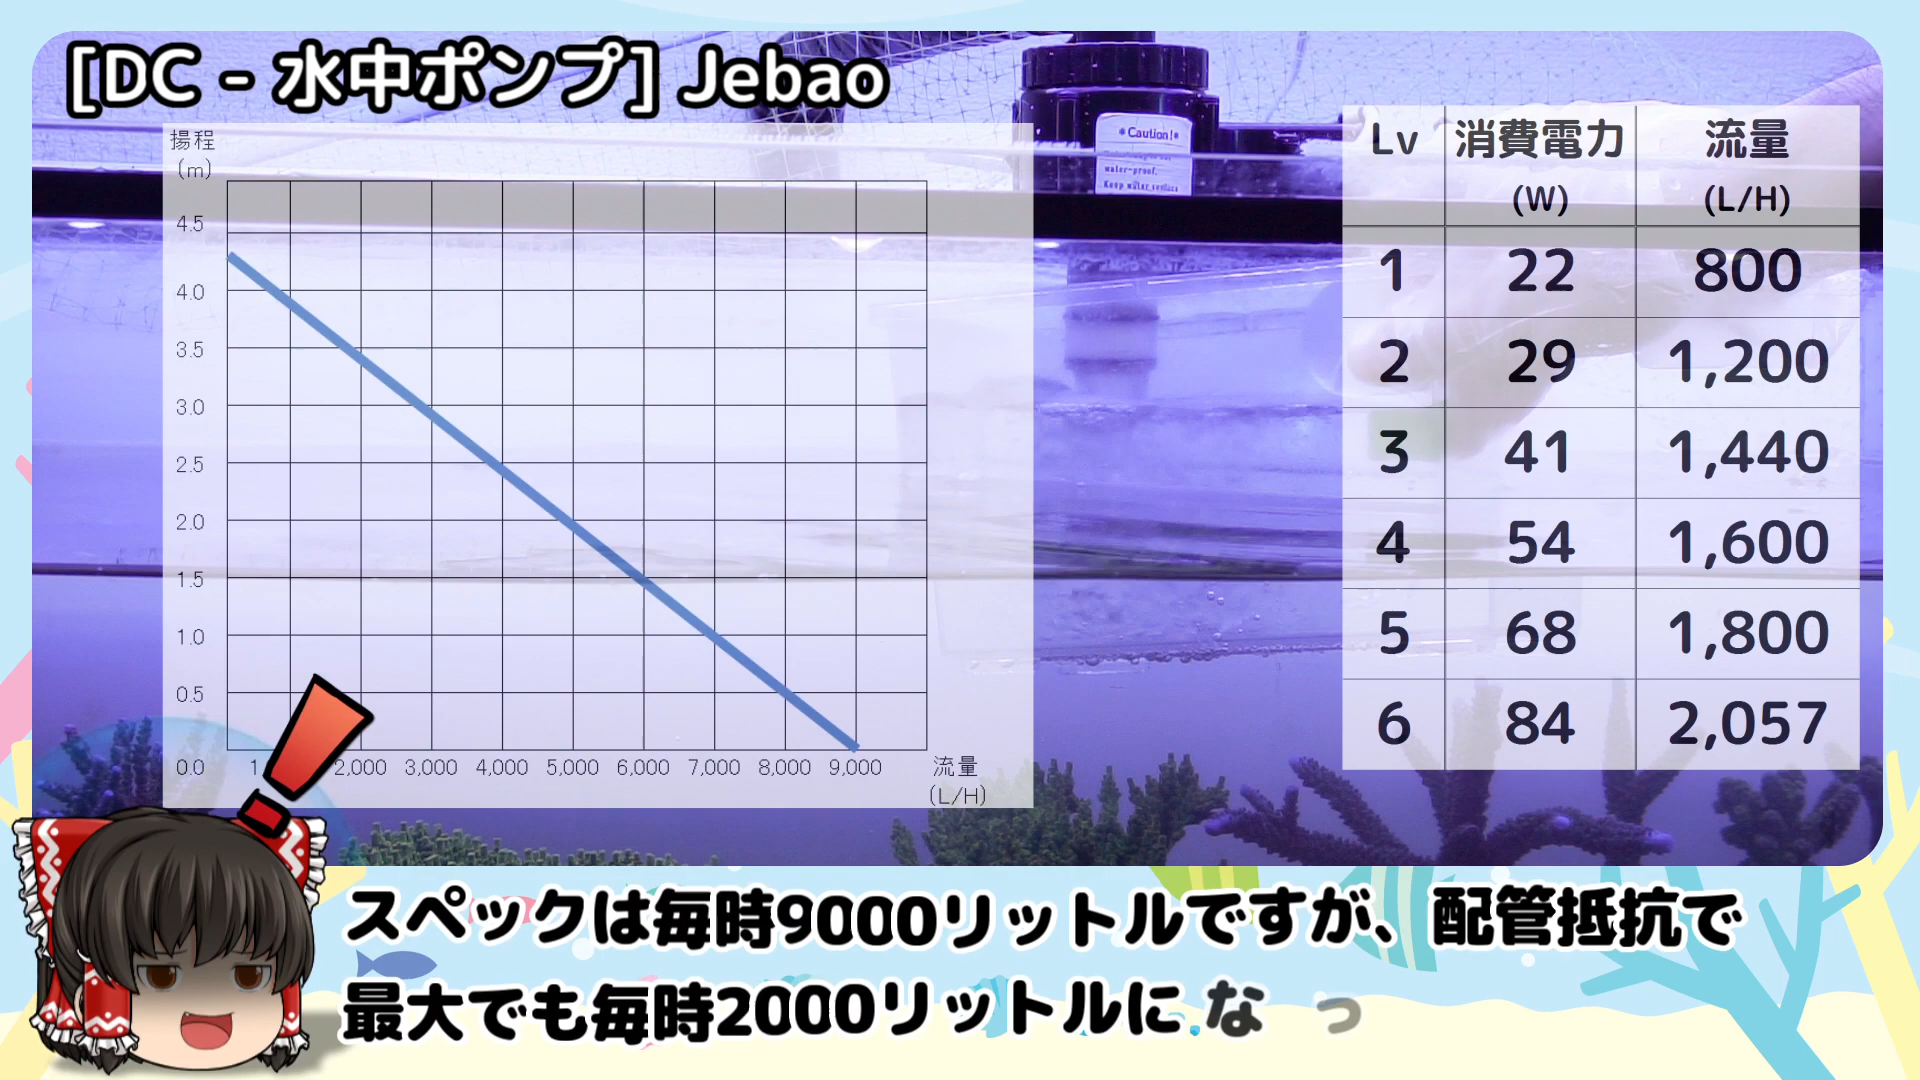 [DC - 水中ポンプ] Jebao
揚程
(m)
4.5
4.0
3.5
3.0
2.5
2.0
1.5
1.0
0.5
0.0 1 2,000 3,000 4,000 5,000 6,000 7,000 8,000 9,000 流量
(L/H)
*Caution!*
water-proof.
Keep water surface
Lv 消費電力 流量
(W) (L/H)
1 22 800
2 29 1,200
3 41 1,440
4 54 1,600
5 68 1,800
6 84 2,057
スペックは毎時9000リットルですが、配管抵抗で
最大でも毎時2000リットルになっ